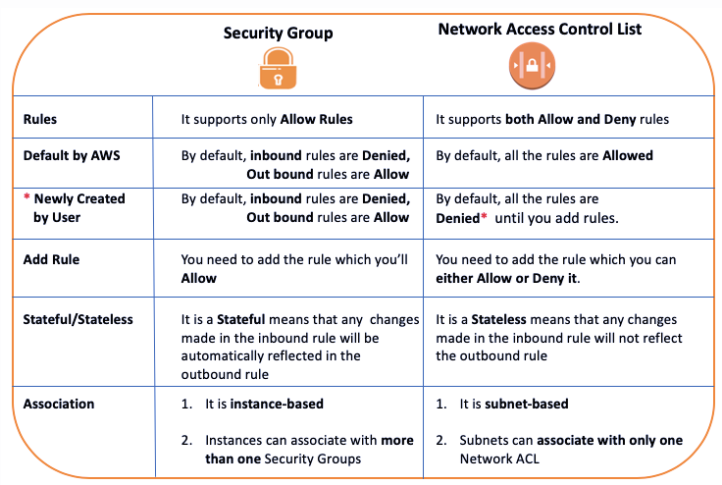 Security Group
Network Access Control List
Rules
It supports only Allow Rules
It supports both Allow and Deny rules
Default by AWS
By default, inbound rules are Denied,
Out bound rules are Allow
By default, all the rules are Allowed
* Newly Created
by User
By default, inbound rules are Denied,
Out bound rules are Allow
By default, all the rules are
Denied* until you add rules.
Add Rule
You need to add the rule which you'll
Allow
You need to add the rule which you can
either Allow or Deny it.
Stateful/Stateless
It is a Stateful means that any changes
made in the inbound rule will be
automatically reflected in the
outbound rule
It is a Stateless means that any changes
made in the inbound rule will not reflect
the outbound rule
Association
1. It is instance-based
2. Instances can associate with more
than one Security Groups
1. It is subnet-based
2. Subnets can associate with only one
Network ACL